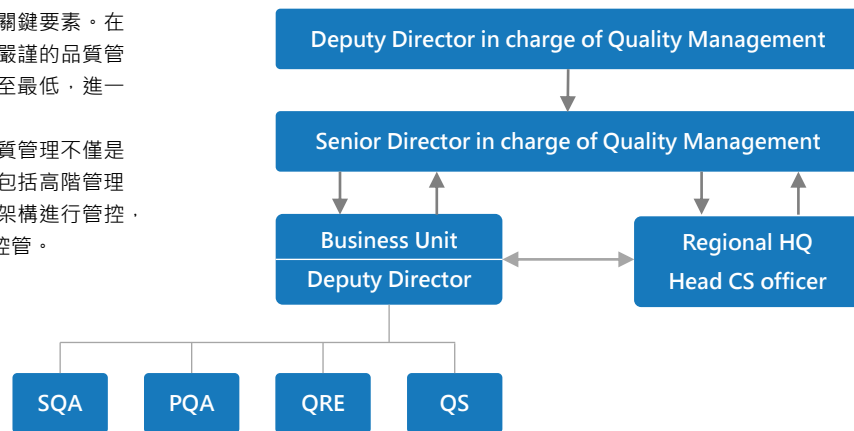 關鍵要素。在
嚴謹的品質管
至最低，進一
質管理不僅是
包括高階管理
架構進行管控，
控管。
Deputy Director in charge of Quality Management
Senior Director in charge of Quality Management
Business Unit
Deputy Director
Regional HQ
Head CS officer
SQA
PQA
QRE
QS